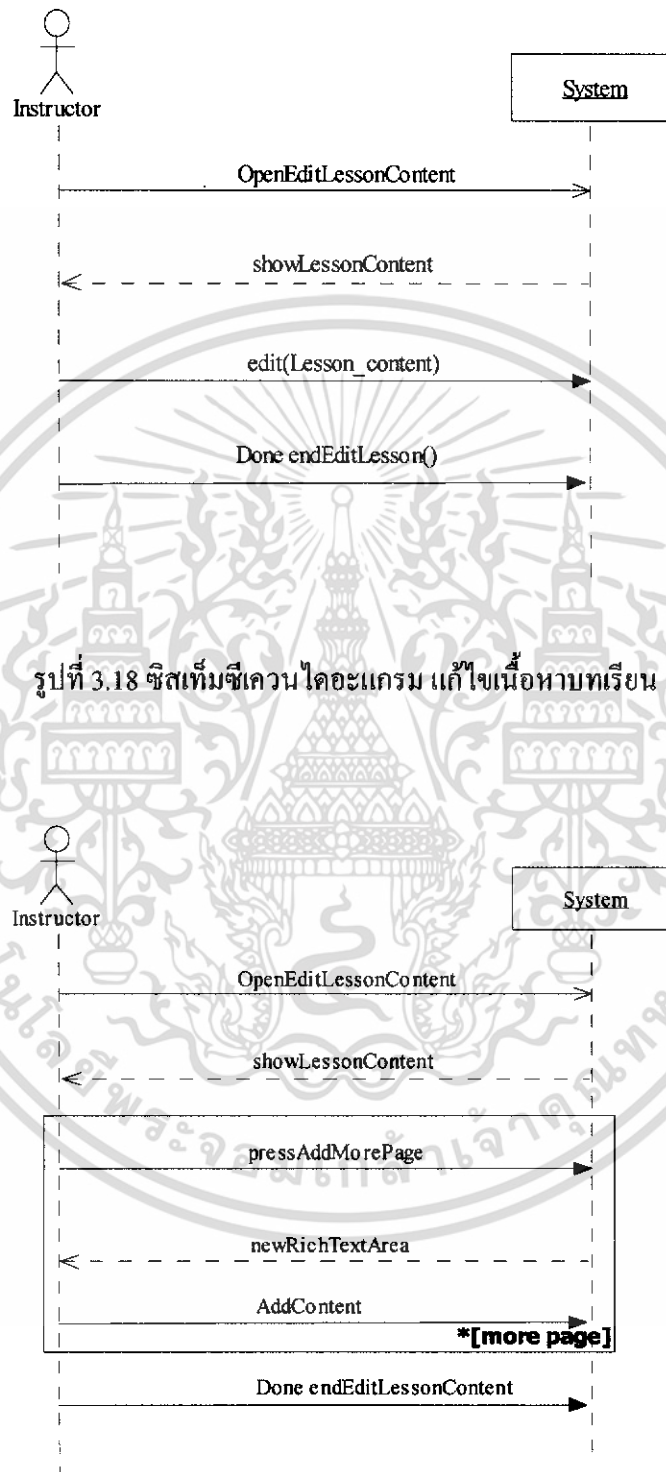 Instructor
System
OpenEditLessonContent
showLessonContent
edit(Lesson_content)
Done endEditLesson()
รูปที่ 3.18 ซิสเท็มซีเควนไดอะแกรม แก้ไขเนื้อหาบทเรียน
Instructor
System
OpenEditLessonContent
showLessonContent
pressAddMorePage
newRichTextArea
AddContent
*[more page]
Done endEditLessonContent